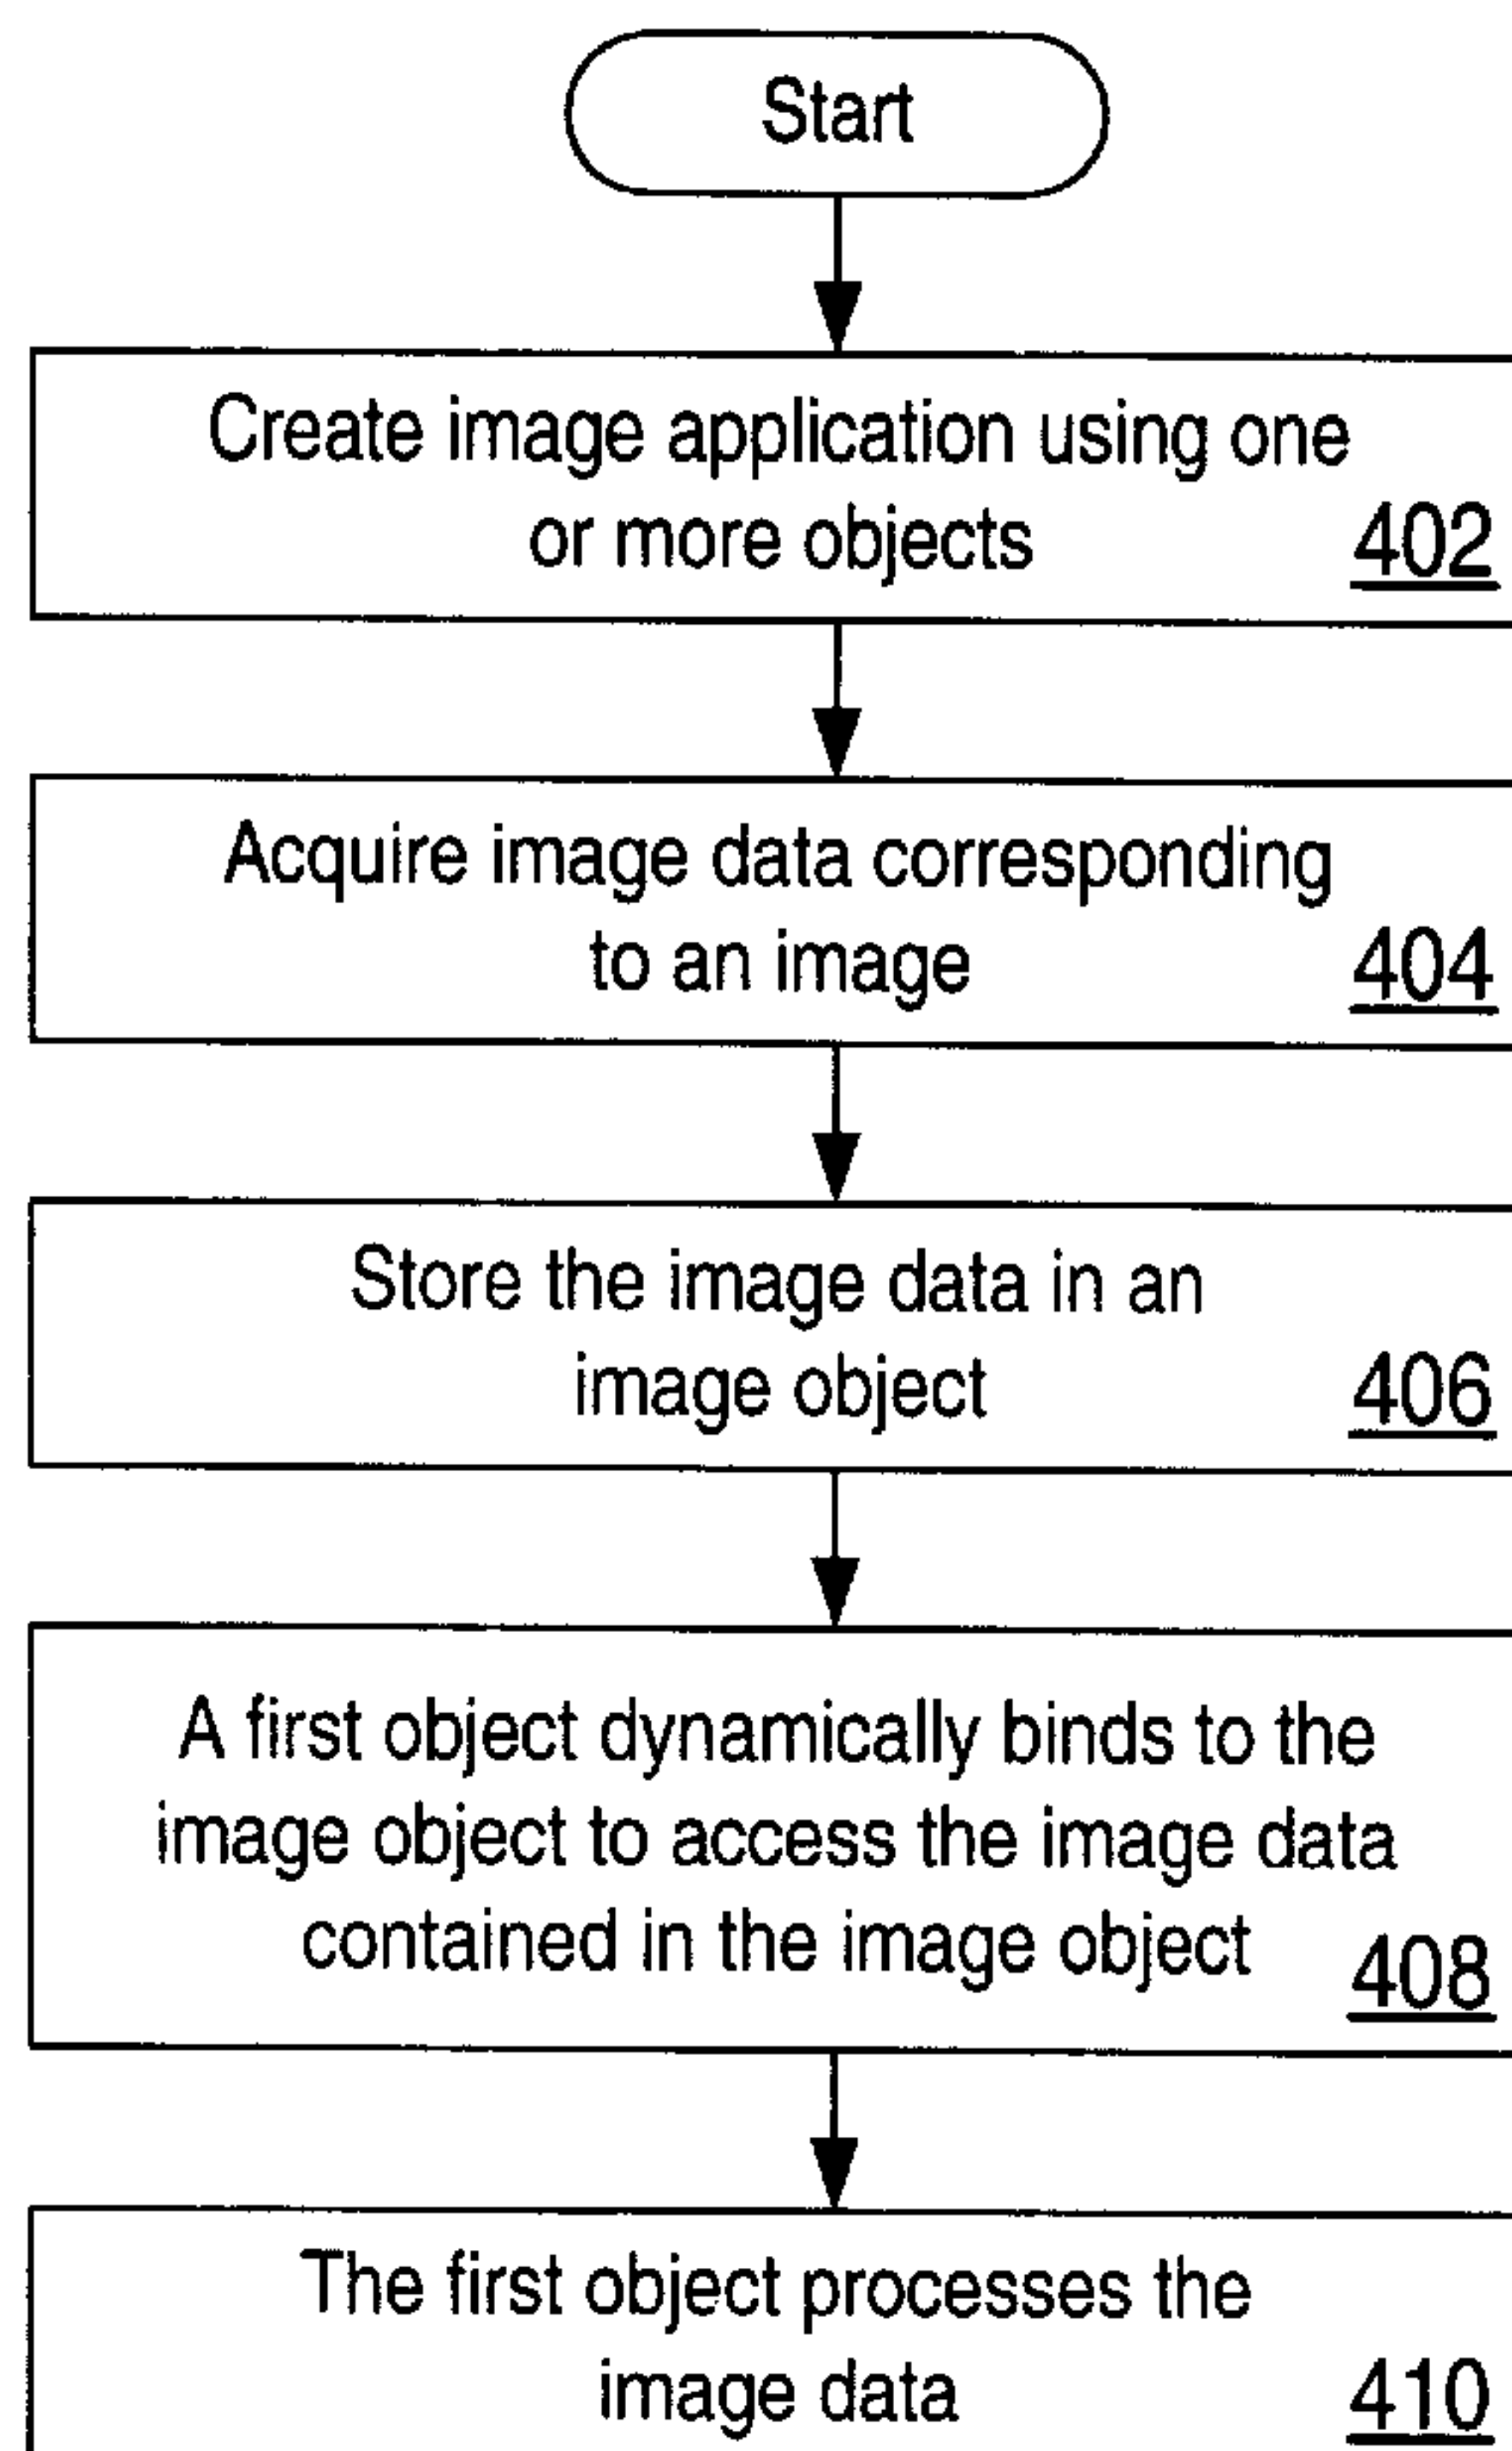 Start
Create image application using one
or more objects
402
Acquire image data corresponding
to an image
404
Store the image data in an
image object
406
A first object dynamically binds to the
image object to access the image data
contained in the image object
408
The first object processes the
image data
410